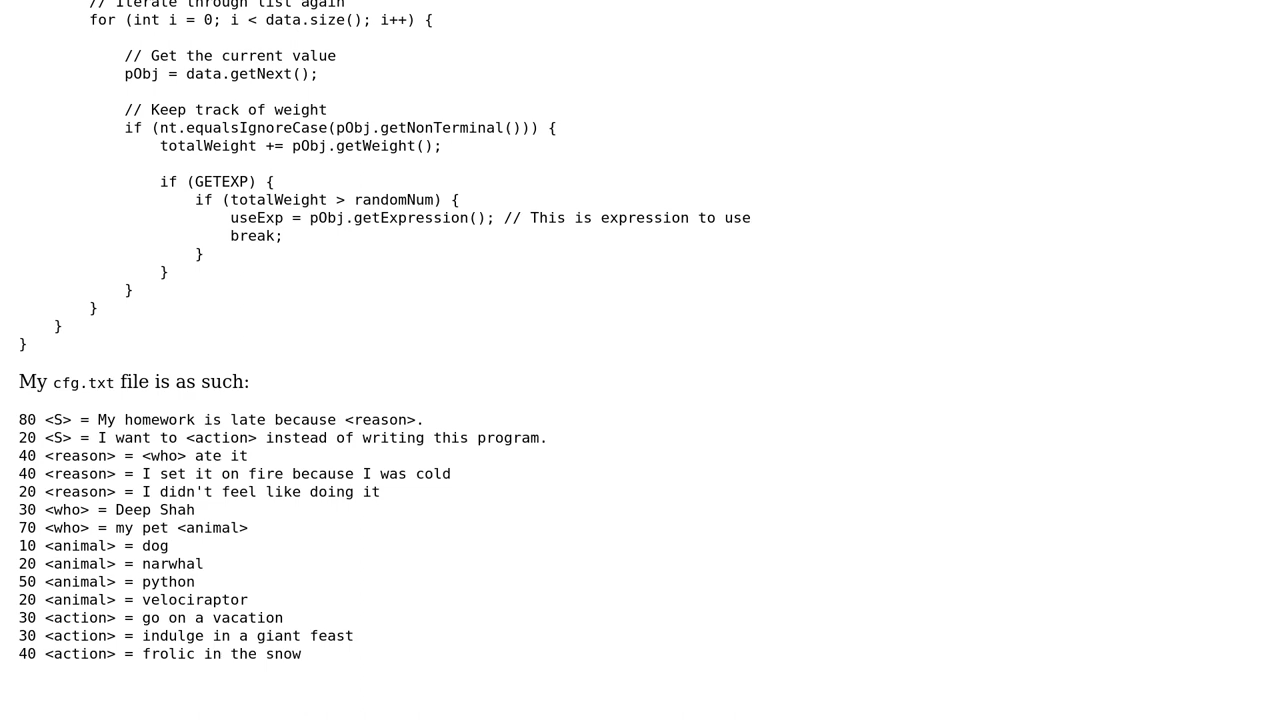 // Iterate through list again
for (int i = 0; i < data.size(); i++) {
// Get the current value
pObj = data.getNext();
// Keep track of weight
if (nt.equalsIgnoreCase(pObj.getNonTerminal())) {
totalWeight += pObj.getWeight();
if (GETEXP) {
if (totalWeight > randomNum) {
useExp = pObj.getExpression(); // This is expression to use
break;
}
}
}
}
}
}
My cfg.txt file is as such:
80 <S> = My homework is late because <reason>.
20 <S> = I want to <action> instead of writing this program.
40 <reason> = <who> ate it
40 <reason> = I set it on fire because I was cold
20 <reason> = I didn't feel like doing it
30 <who> = Deep Shah
70 <who> = my pet <animal>
10 <animal> = dog
20 <animal> = narwhal
50 <animal> = python
20 <animal> = velociraptor
30 <action> = go on a vacation
30 <action> = indulge in a giant feast
40 <action> = frolic in the snow